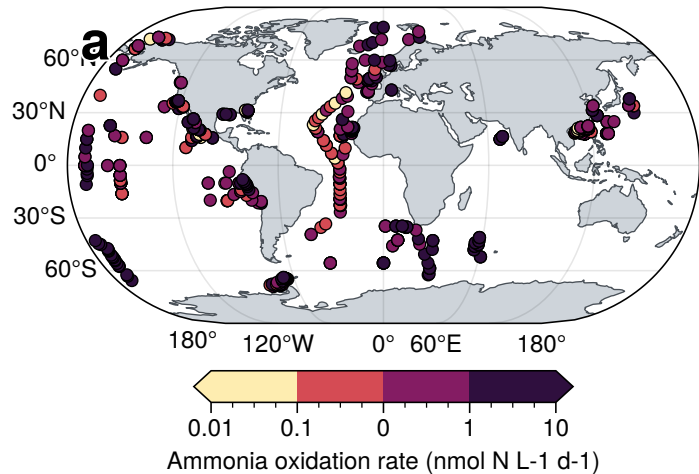 a
60°N
30°N
0°
30°S
60°S
180° 120°W 0° 60°E 180°
0.01 0.1 0 1 10
Ammonia oxidation rate (nmol N L-1 d-1)